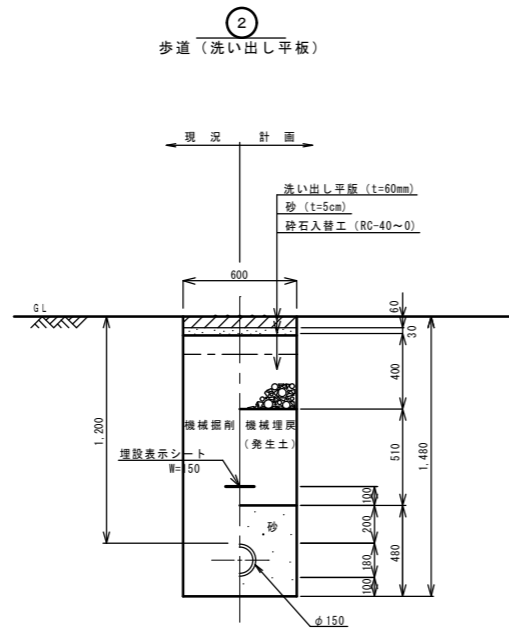 2
歩道（洗い出し平板）
現況 計画
洗い出し平版（t=60mm）
砂（t=5cm）
砕石入替工（RC-40～0）
600
GL
60
30
400
1,200
機械掘削 機械埋戻
（発生土）
510
1,480
埋設表示シート
W=150
100
砂
200
480
180
100
φ150